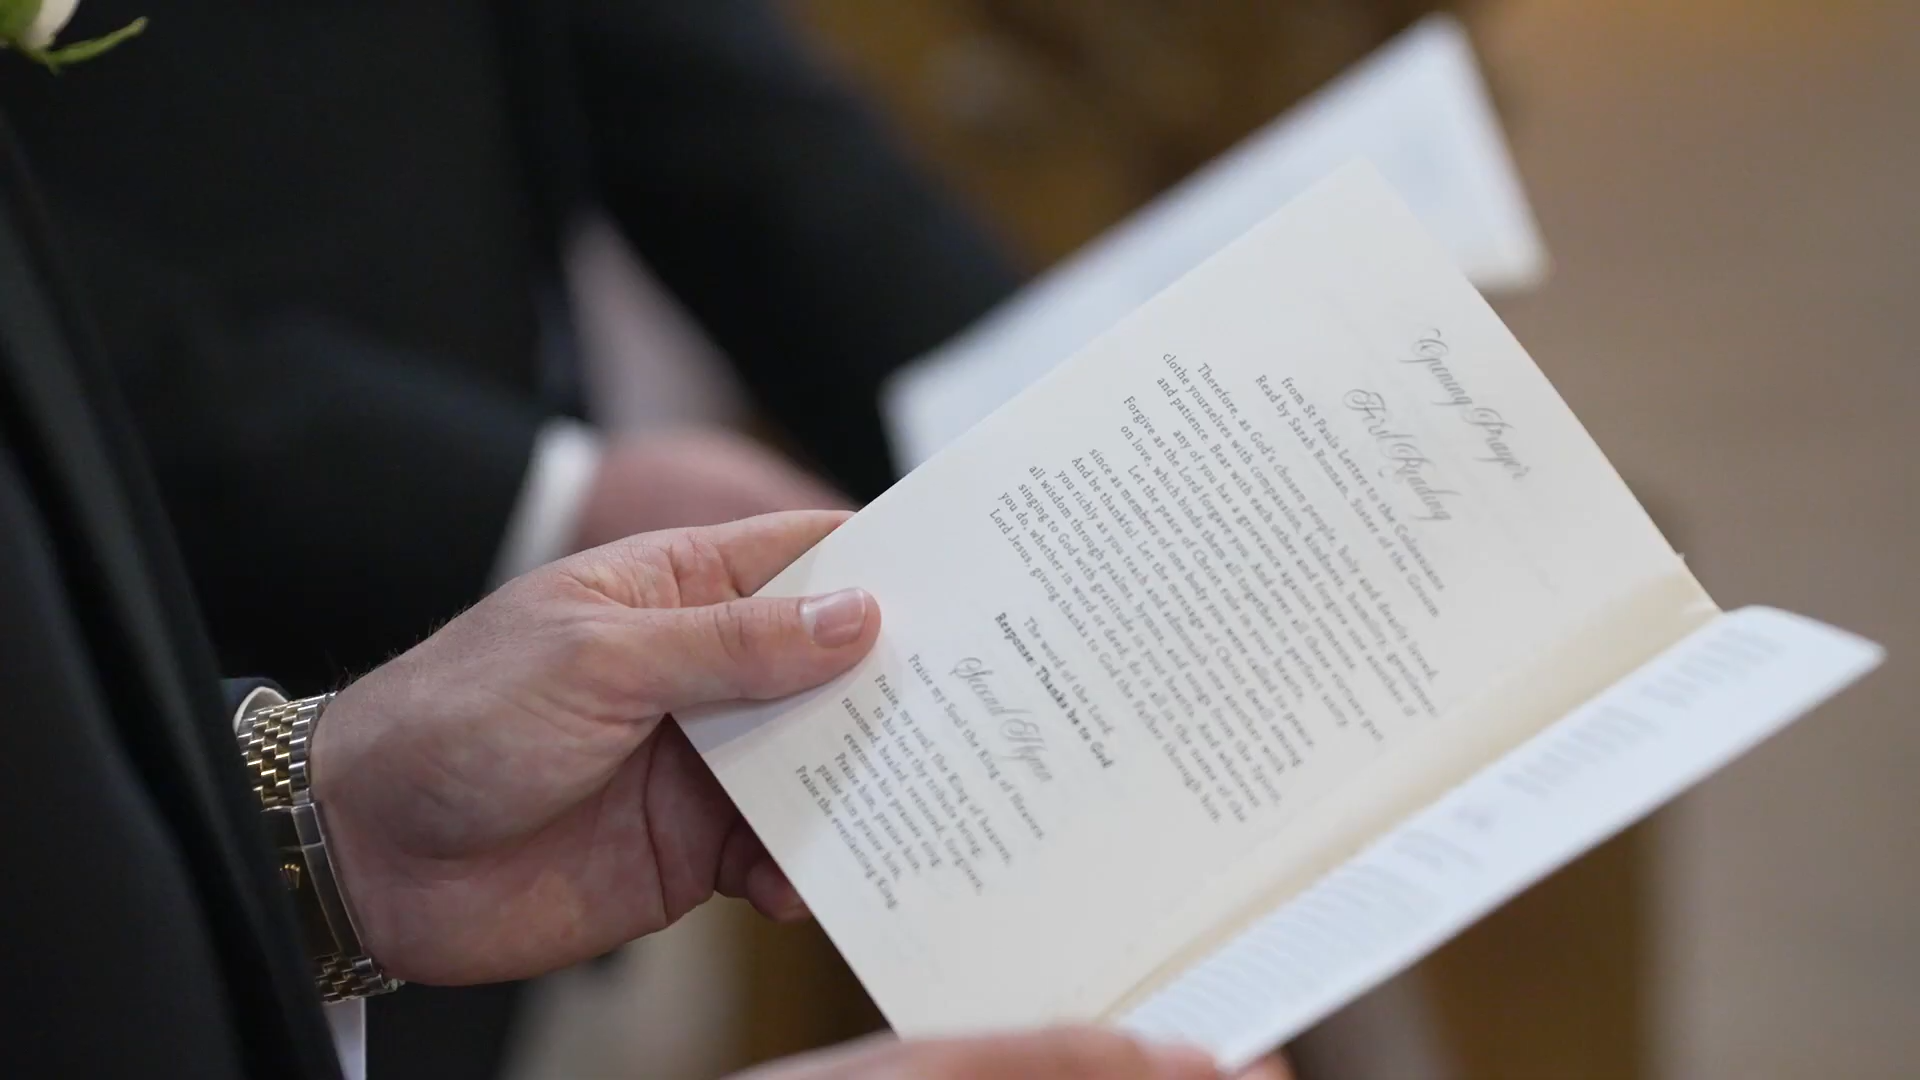 Opening Prayer
First Reading
from St Pauls Letter to the Colossians
Read by Sarah Ronan, Sister of the Groom
Therefore, as God's chosen people, holy and dearly loved,
clothe yourselves with compassion, kindness, humility, gentleness
and patience. Bear with each other and forgive one another if
any of you has a grievance against someone.
Forgive as the Lord forgave you. And over all these virtues put
on love, which binds them all together in perfect unity.
Let the peace of Christ rule in your hearts,
since as members of one body you were called to peace.
And be thankful. Let the message of Christ dwell among
you richly as you teach and admonish one another with
all wisdom through psalms, hymns, and songs from the Spirit,
singing to God with gratitude in your hearts. And whatever
you do, whether in word or deed, do it all in the name of the
Lord Jesus, giving thanks to God the Father through him.
The word of the Lord
Response: Thanks be to God
Second Hymn
Praise my Soul the King of Heaven
Praise, my soul, The King of heaven,
to his feet thy tribute bring;
ransomed, healed, restored, forgiven,
evermore his praises sing
Praise him, praise him,
praise him praise him,
Praise the everlasting King.